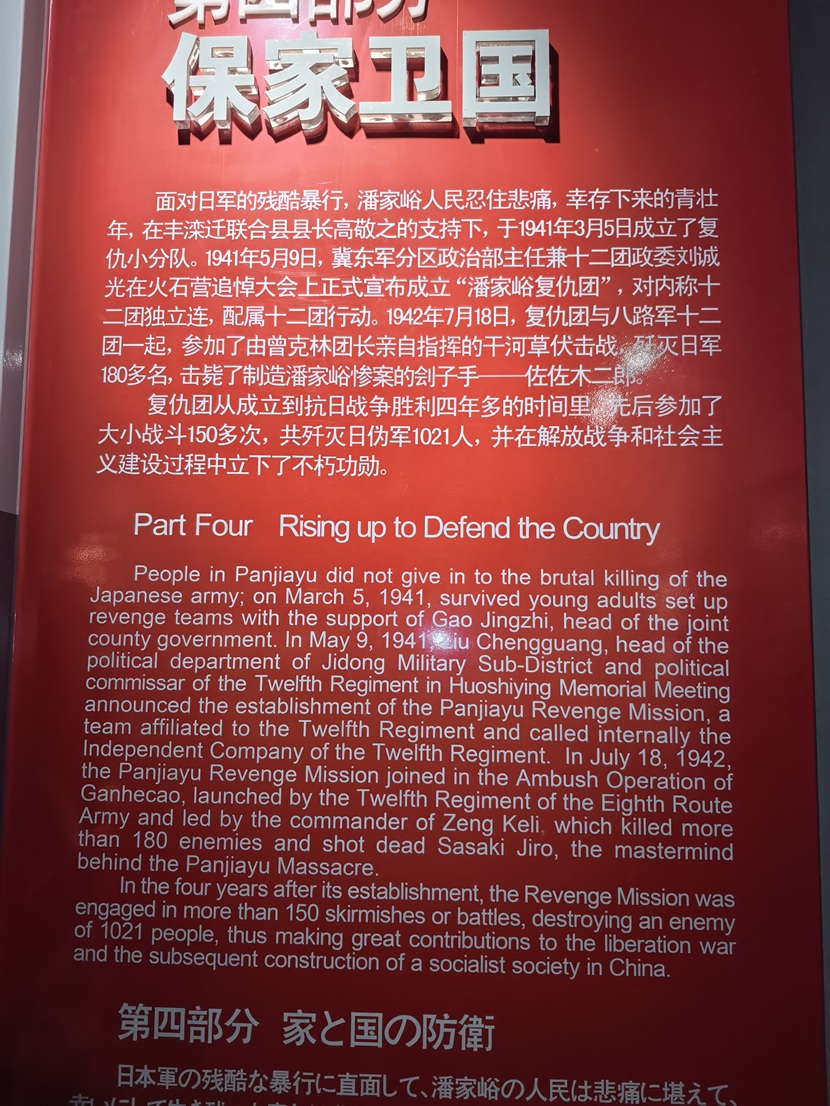 第四部分
保家卫国
面对日军的残酷暴行，潘家峪人民忍住悲痛，幸存下来的青壮
年，在丰滦迁联合县县长高敬之的支持下，于1941年3月5日成立了复
仇小分队。1941年5月9日，冀东军分区政治部主任兼十二团政委刘诚
光在火石营追悼大会上正式宣布成立“潘家峪复仇团”，对内称十
二团独立连，配属十二团行动。1942年7月18日，复仇团与八路军十二
团一起，参加了由曾克林团长亲自指挥的干河草伏击战，歼灭日军
180多名，击毙了制造潘家峪惨案的刽子手——佐佐木二郎。
复仇团从成立到抗日战争胜利四年多的时间里，先后参加了
大小战斗150多次，共歼灭日伪军1021人，并在解放战争和社会主
义建设过程中立下了不朽功勋。
Part Four Rising up to Defend the Country
People in Panjiayu did not give in to the brutal killing of the
Japanese army; on March 5, 1941, survived young adults set up
revenge teams with the support of Gao Jingzhi, head of the joint
county government. In May 9, 1941, Liu Chengguang, head of the
political department of Jidong Military Sub-District and political
commissar of the Twelfth Regiment in Huoshiying Memorial Meeting
announced the establishment of the Panjiayu Revenge Mission, a
team affiliated to the Twelfth Regiment and called internally the
Independent Company of the Twelfth Regiment. In July 18, 1942,
the Panjiayu Revenge Mission joined in the Ambush Operation of
Ganhecao, launched by the Twelfth Regiment of the Eighth Route
Army and led by the commander of Zeng Keli, which killed more
than 180 enemies and shot dead Sasaki Jiro, the mastermind
behind the Panjiayu Massacre.
In the four years after its establishment, the Revenge Mission was
engaged in more than 150 skirmishes or battles, destroying an enemy
of 1021 people, thus making great contributions to the liberation war
and the subsequent construction of a socialist society in China.
第四部分 家と国の防衛
日本軍の残酷な暴行に直面して、潘家峪の人民は悲痛に堪えて、